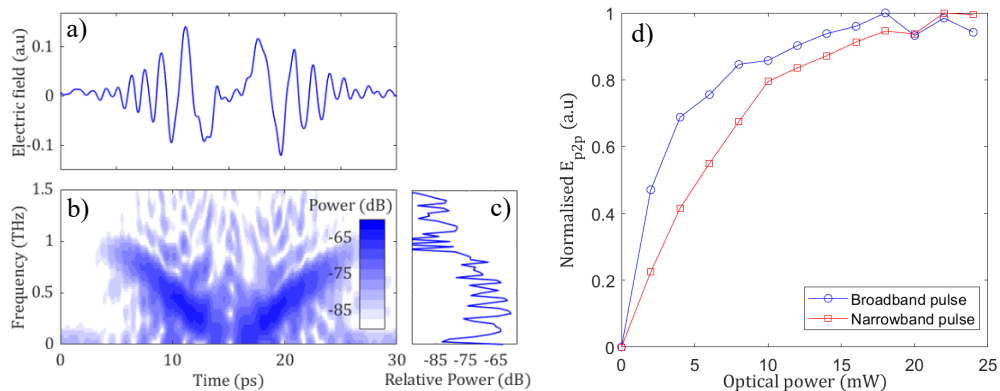 a)
Electric field (a.u)
0.1
0
-0.1
b)
Frequency (THz)
1.5
1
0.5
0
0
10
20
30
Time (ps)
Power (dB)
-65
-75
-85
c)
-85 -75 -65
Relative Power (dB)
d)
Normalised E_p2p (a.u)
1
0.8
0.6
0.4
0.2
0
0
5
10
15
20
25
Optical power (mW)
Broadband pulse
Narrowband pulse